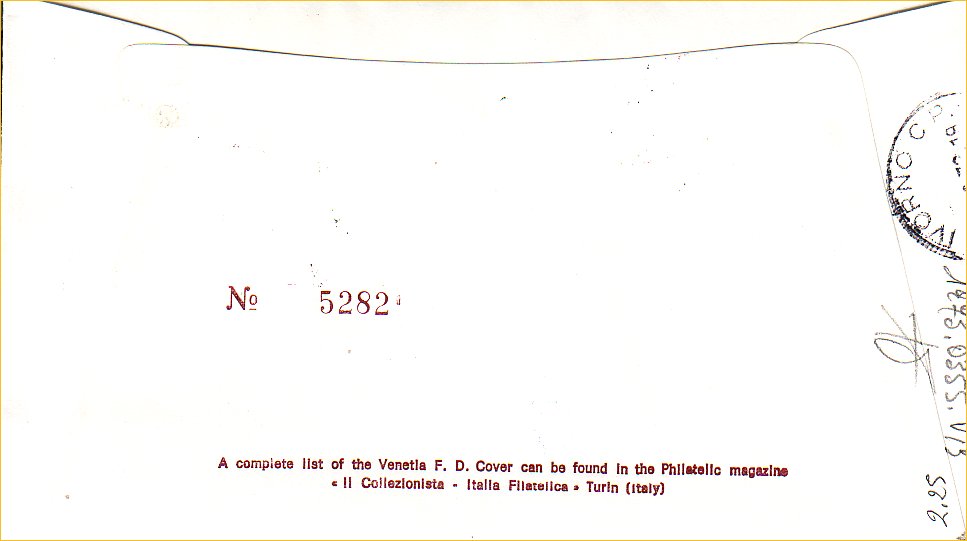 No 5282
A complete list of the Venetia F. D. Cover can be found in the Philatelic magazine
« Il Collezionista - Italia Filatelica » Turin (Italy)
VORNO C P
2,25